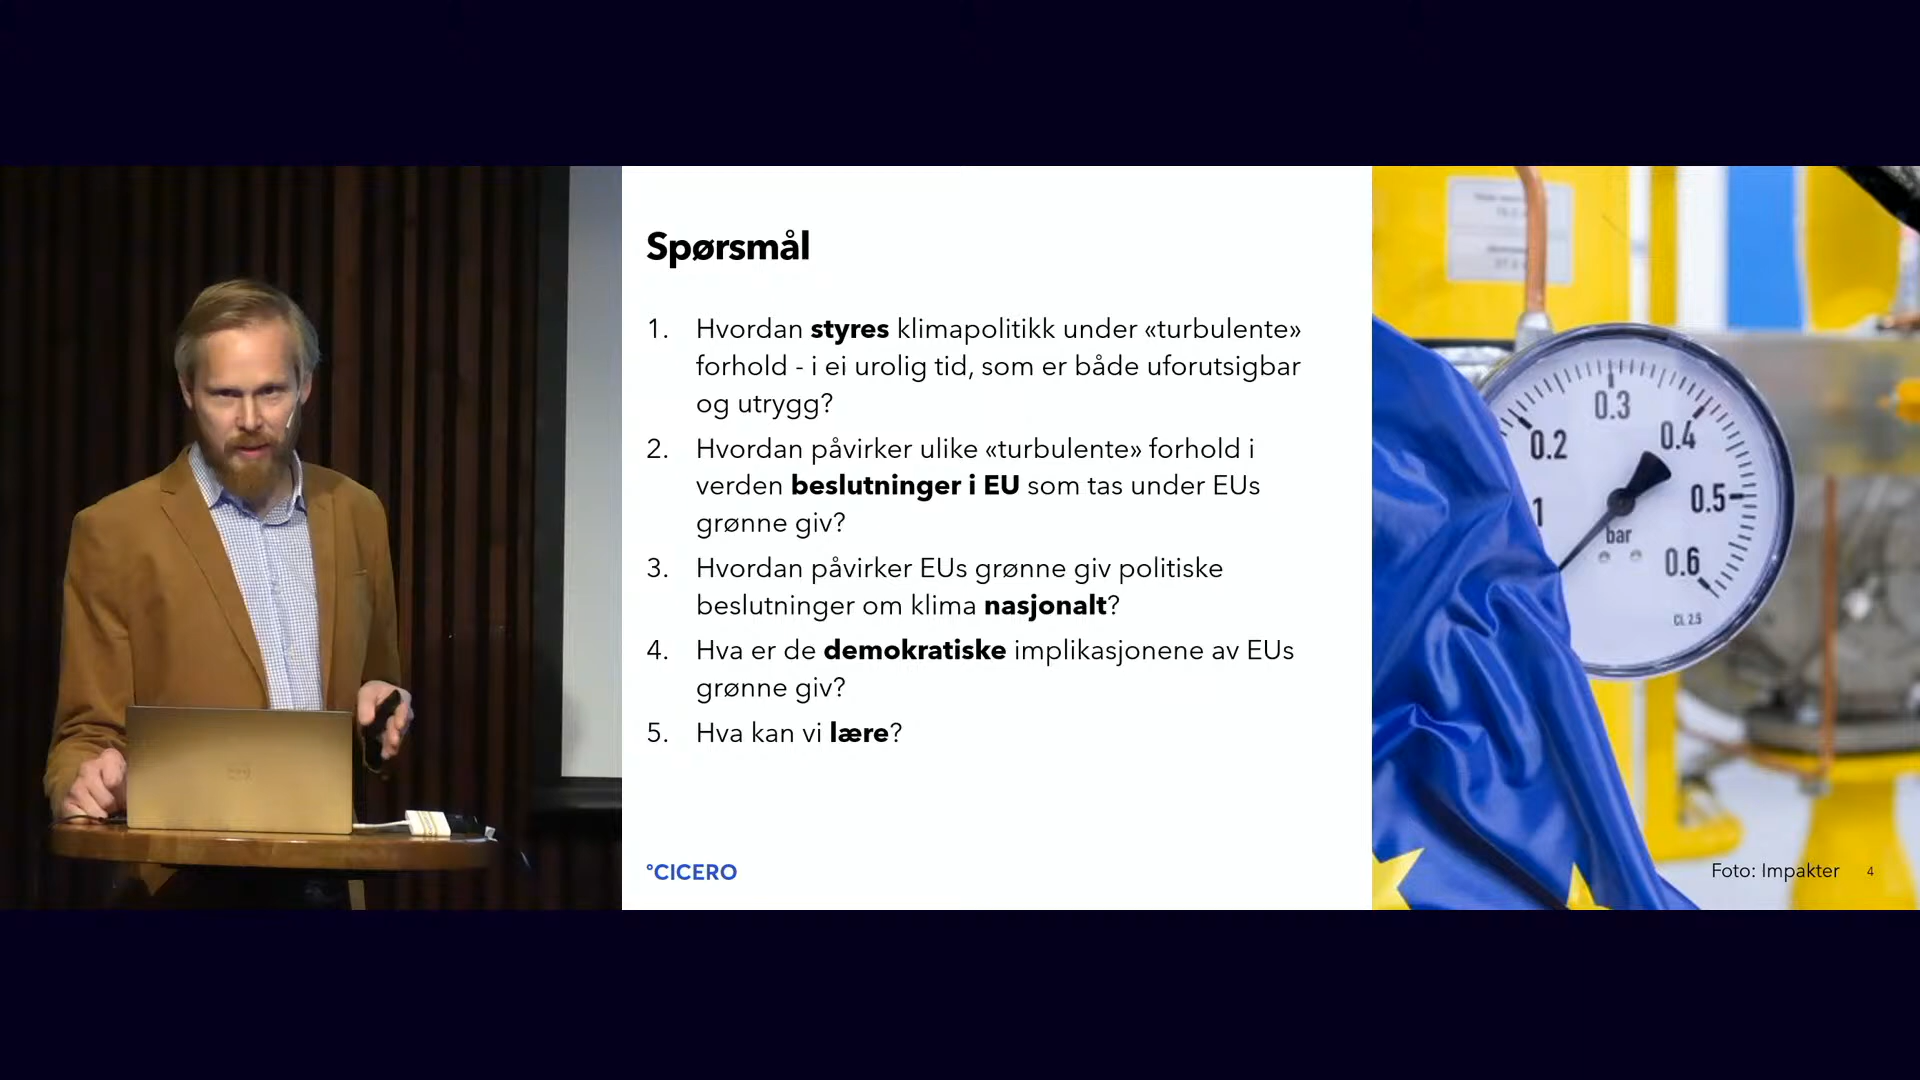 Spørsmål
1. Hvordan styres klimapolitikk under «turbulente»
forhold - i ei urolig tid, som er både uforutsigbar
og utrygg?
2. Hvordan påvirker ulike «turbulente» forhold i
verden beslutninger i EU som tas under EUs
grønne giv?
3. Hvordan påvirker EUs grønne giv politiske
beslutninger om klima nasjonalt?
4. Hva er de demokratiske implikasjonene av EUs
grønne giv?
5. Hva kan vi lære?
°CICERO
0.2
0.3
0.4
0.5
0.6
1
bar
CL 2.5
Foto: Impakter 4